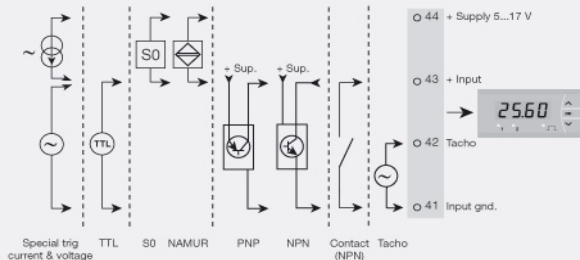 44 + Supply 5...17 V
~
S0
+ Sup.
+ Sup.
43 + Input
25.60
~
TTL
42 Tacho
~
41 Input gnd.
Special trig
current & voltage
TTL
S0
NAMUR
PNP
NPN
Contact
(NPN)
Tacho